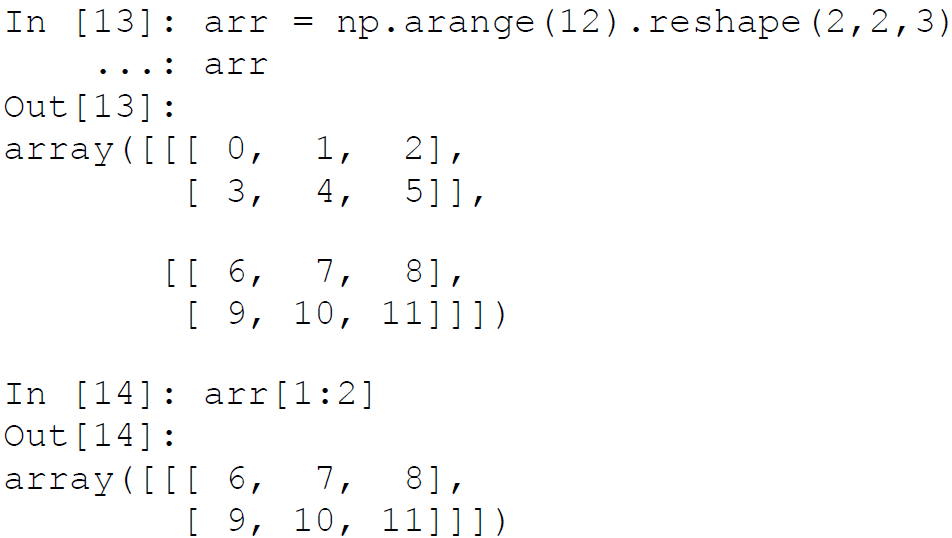 In [13]: arr = np.arange(12).reshape(2,2,3)
    ...: arr
Out[13]:
array([[[ 0,  1,  2],
        [ 3,  4,  5]],

       [[ 6,  7,  8],
        [ 9, 10, 11]]])

In [14]: arr[1:2]
Out[14]:
array([[[ 6,  7,  8],
        [ 9, 10, 11]]])